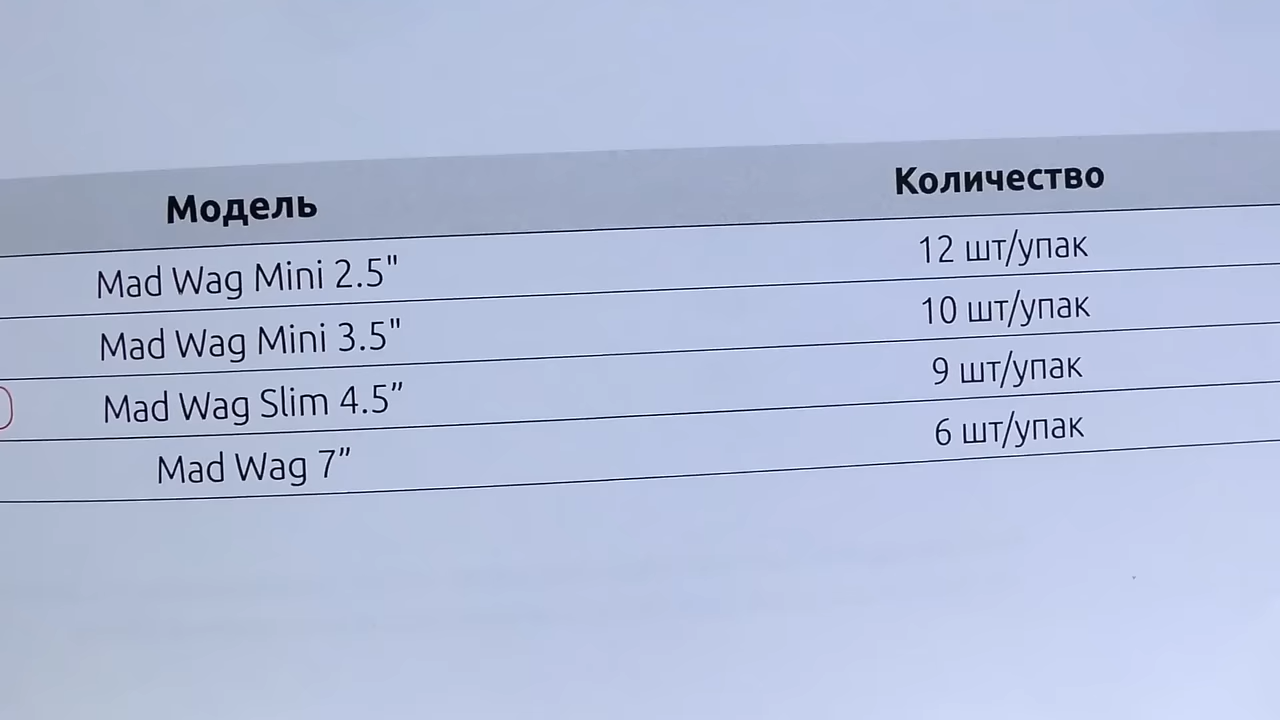 Модель Количество
Mad Wag Mini 2.5" 12 шт/упак
Mad Wag Mini 3.5" 10 шт/упак
Mad Wag Slim 4.5” 9 шт/упак
Mad Wag 7” 6 шт/упак